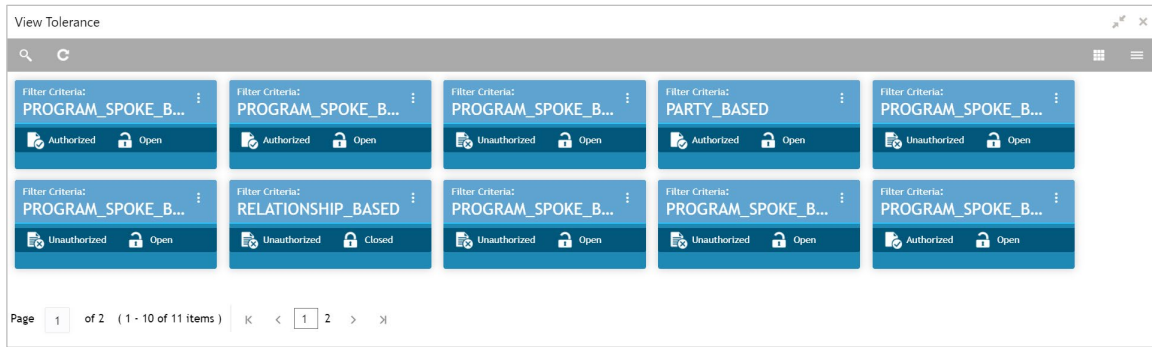 View Tolerance
Filter Criteria: Filter Criteria: Filter Criteria: Filter Criteria: Filter Criteria:
PROGRAM_SPOKE_B... PROGRAM_SPOKE_B... PROGRAM_SPOKE_B... PARTY_BASED PROGRAM_SPOKE_B...
Authorized Open Authorized Open Unauthorized Open Authorized Open Unauthorized Open
Filter Criteria: Filter Criteria: Filter Criteria: Filter Criteria: Filter Criteria:
PROGRAM_SPOKE_B... RELATIONSHIP_BASED PROGRAM_SPOKE_B... PROGRAM_SPOKE_B... PROGRAM_SPOKE_B...
Unauthorized Open Unauthorized Closed Unauthorized Open Unauthorized Open Authorized Open
Page 1 of 2 ( 1 - 10 of 11 items ) 1 2